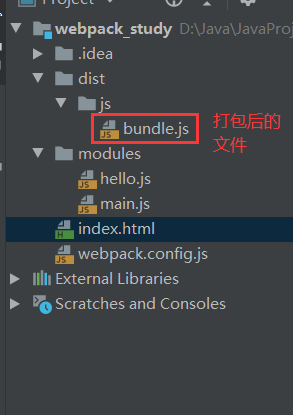 Project
webpack_study D:\Java\JavaProj
.idea
dist
js
JS bundle.js 打包后的
文件
modules
JS hello.js
JS main.js
H index.html
JS webpack.config.js
External Libraries
Scratches and Consoles